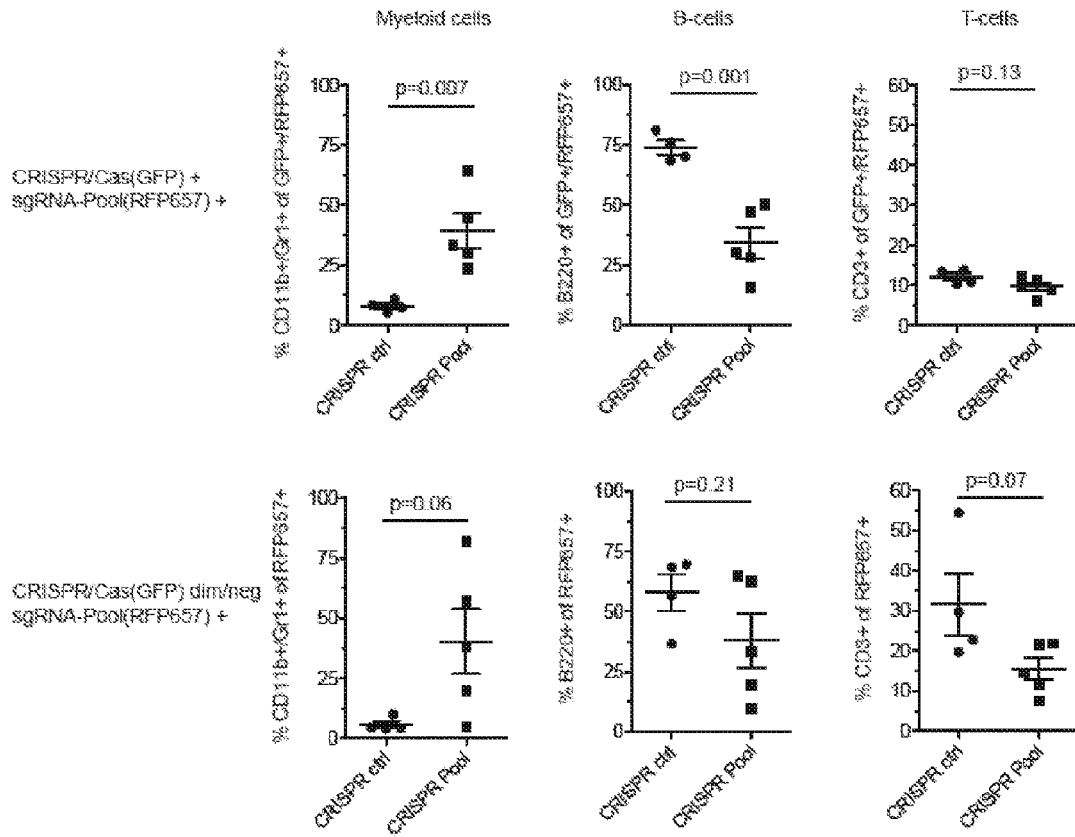 Myeloid cells
B-cells
T-cells
CRISPR/Cas(GFP) +
sgRNA-Pool(RFP657) +
% CD11b+/Gr1+ of GFP+/RFP657+
100
75
50
25
0
p=0.007
CRISPR ctrl
CRISPR Pool
% B220+ of GFP+/RFP657+
100
75
50
25
0
p=0.001
CRISPR ctrl
CRISPR Pool
% CD3+ of GFP+/RFP657+
60
50
40
30
20
10
0
p=0.13
CRISPR ctrl
CRISPR Pool
CRISPR/Cas(GFP) dim/neg
sgRNA-Pool(RFP657) +
% CD11b+/Gr1+ of RFP657+
100
75
50
25
0
p=0.06
CRISPR ctrl
CRISPR Pool
% B220+ of RFP657+
100
75
50
25
0
p=0.21
CRISPR ctrl
CRISPR Pool
% CD3+ of RFP657+
60
50
40
30
20
10
0
p=0.07
CRISPR ctrl
CRISPR Pool